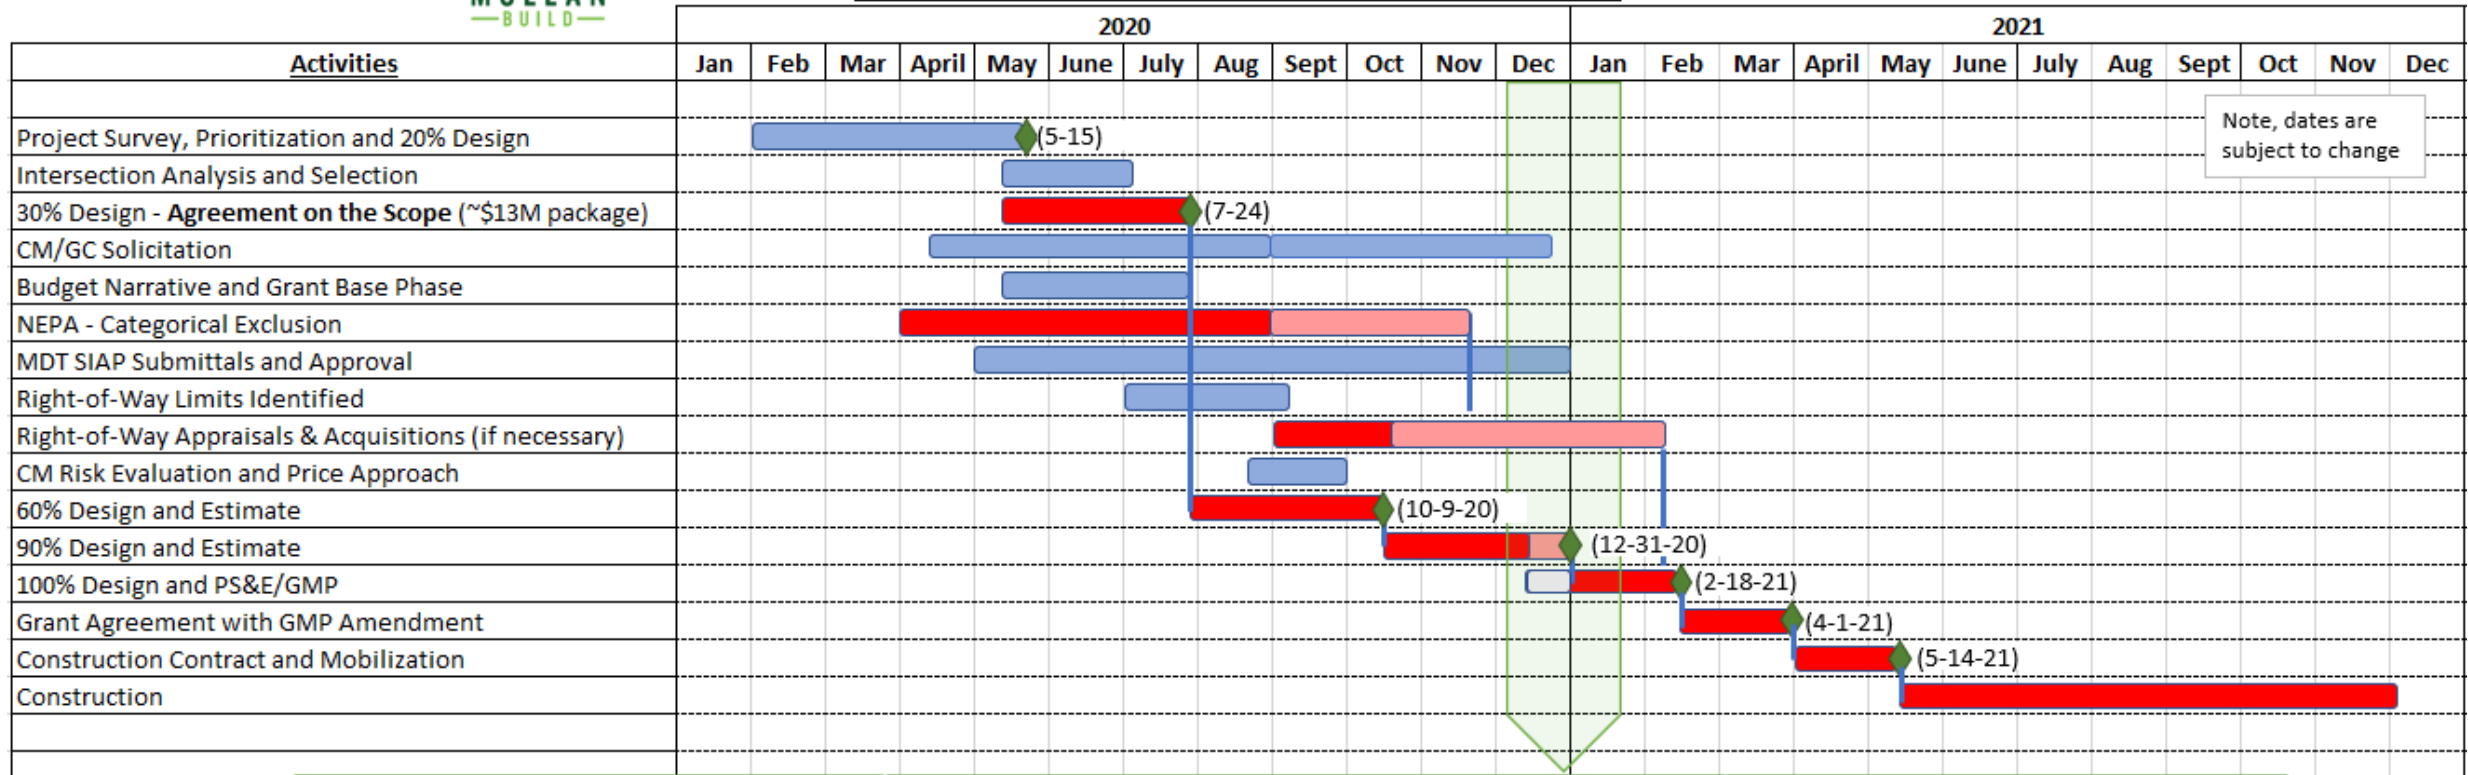 BUILD
2020 2021
Activities Jan Feb Mar April May June July Aug Sept Oct Nov Dec Jan Feb Mar April May June July Aug Sept Oct Nov Dec
Note, dates are
subject to change
Project Survey, Prioritization and 20% Design (5-15)
Intersection Analysis and Selection
30% Design - Agreement on the Scope (~$13M package) (7-24)
CM/GC Solicitation
Budget Narrative and Grant Base Phase
NEPA - Categorical Exclusion
MDT SIAP Submittals and Approval
Right-of-Way Limits Identified
Right-of-Way Appraisals & Acquisitions (if necessary)
CM Risk Evaluation and Price Approach
60% Design and Estimate (10-9-20)
90% Design and Estimate (12-31-20)
100% Design and PS&E/GMP (2-18-21)
Grant Agreement with GMP Amendment (4-1-21)
Construction Contract and Mobilization (5-14-21)
Construction